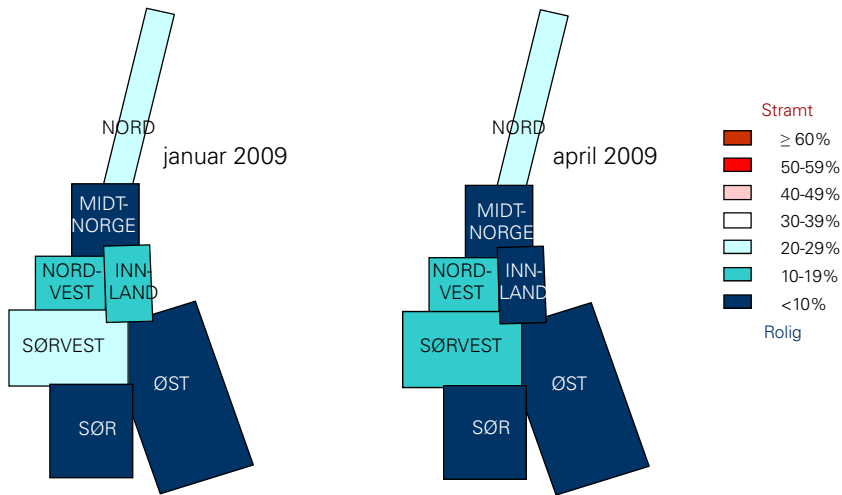 NORD
januar 2009
MIDT-
NORGE
NORD-
VEST
INN-
LAND
SØRVEST
ØST
SØR
NORD
april 2009
MIDT-
NORGE
NORD-
VEST
INN-
LAND
SØRVEST
ØST
SØR
Stramt
≥ 60%
50-59%
40-49%
30-39%
20-29%
10-19%
<10%
Rolig